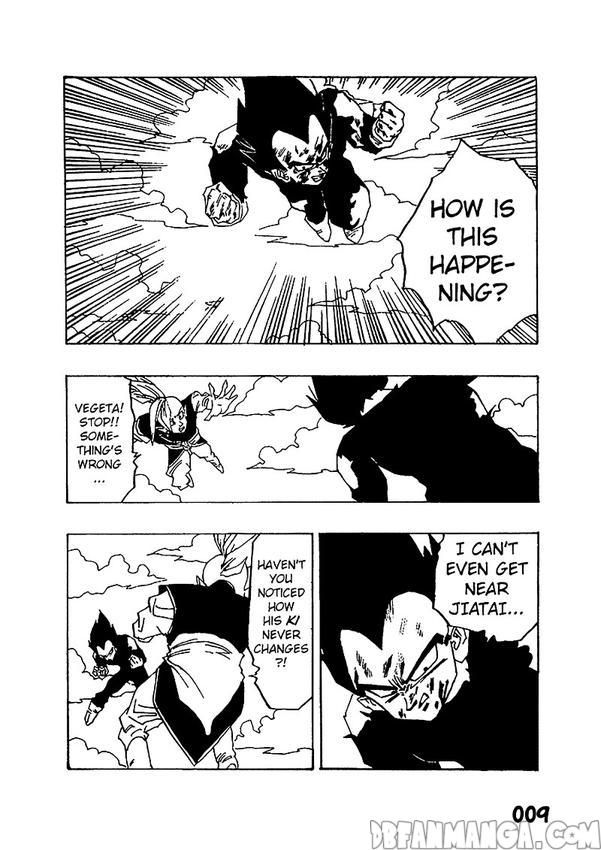 HOW IS
THIS
HAPPE-
NING?
VEGETA!
STOP!!
SOME-
THING'S
WRONG
...
I CAN'T
EVEN GET
NEAR
JIATAI...
HAVEN'T
YOU
NOTICED
HOW
HIS KI
NEVER
CHANGES
?!
009
DBFANMANGA.COM